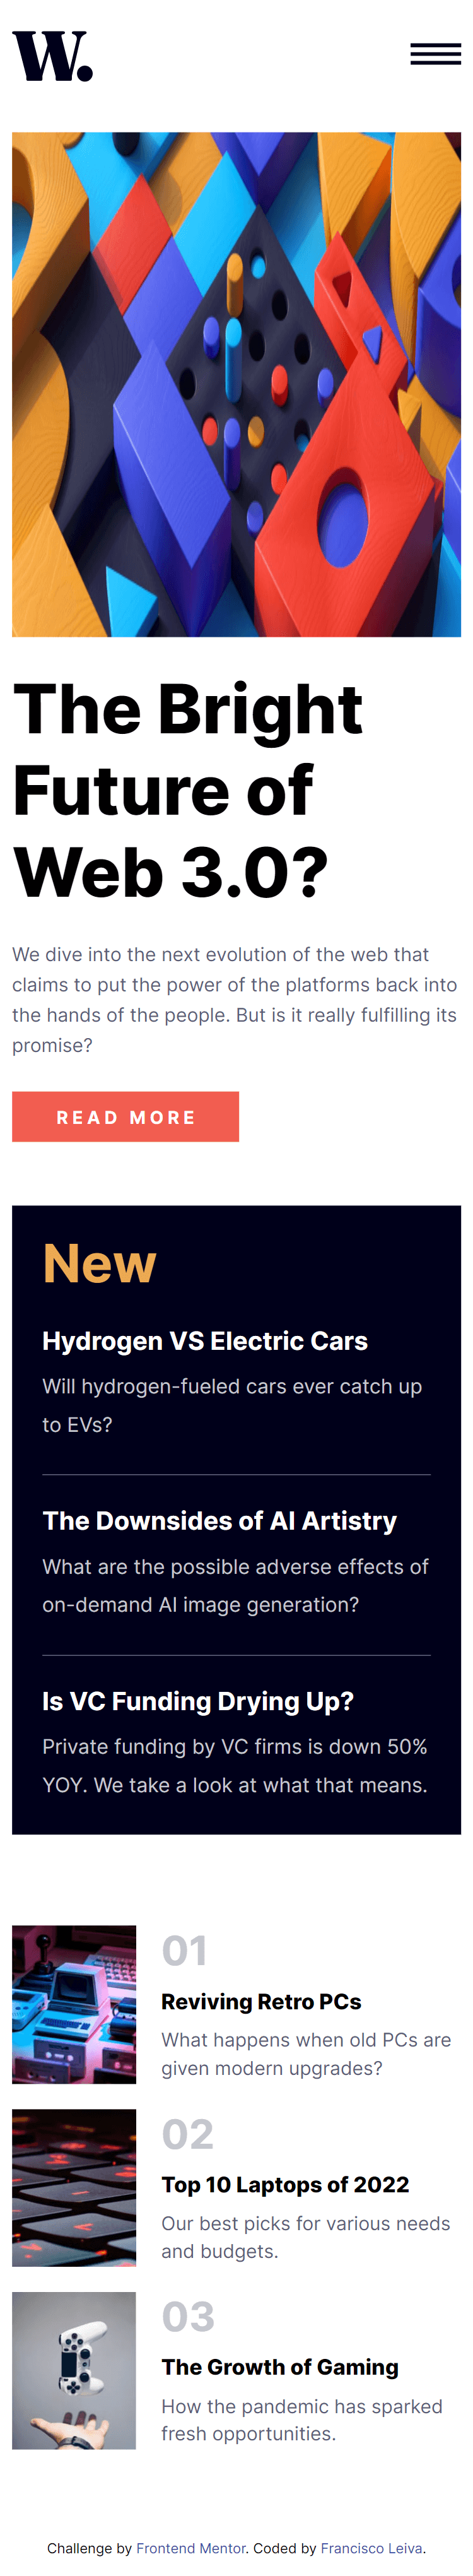 W.
The Bright
Future of
Web 3.0?
We dive into the next evolution of the web that
claims to put the power of the platforms back into
the hands of the people. But is it really fulfilling its
promise?
READ MORE
New
Hydrogen VS Electric Cars
Will hydrogen-fueled cars ever catch up
to EVs?
The Downsides of AI Artistry
What are the possible adverse effects of
on-demand AI image generation?
Is VC Funding Drying Up?
Private funding by VC firms is down 50%
YOY. We take a look at what that means.
01
Reviving Retro PCs
What happens when old PCs are
given modern upgrades?
02
Top 10 Laptops of 2022
Our best picks for various needs
and budgets.
03
The Growth of Gaming
How the pandemic has sparked
fresh opportunities.
Challenge by Frontend Mentor. Coded by Francisco Leiva.